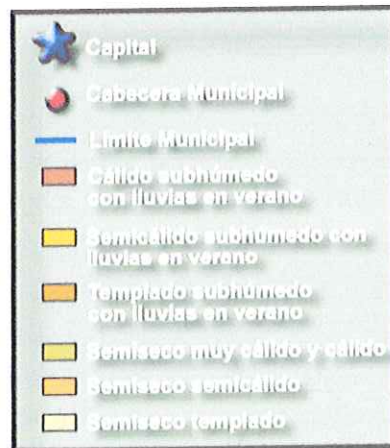 Capital
Cabecera Municipal
Límite Municipal
Cálido subhúmedo
con lluvias en verano
Semicálido subhúmedo con
lluvias en verano
Templado subhúmedo
con lluvias en verano
Semiseco muy cálido y cálido
Semiseco semicálido
Semiseco templado